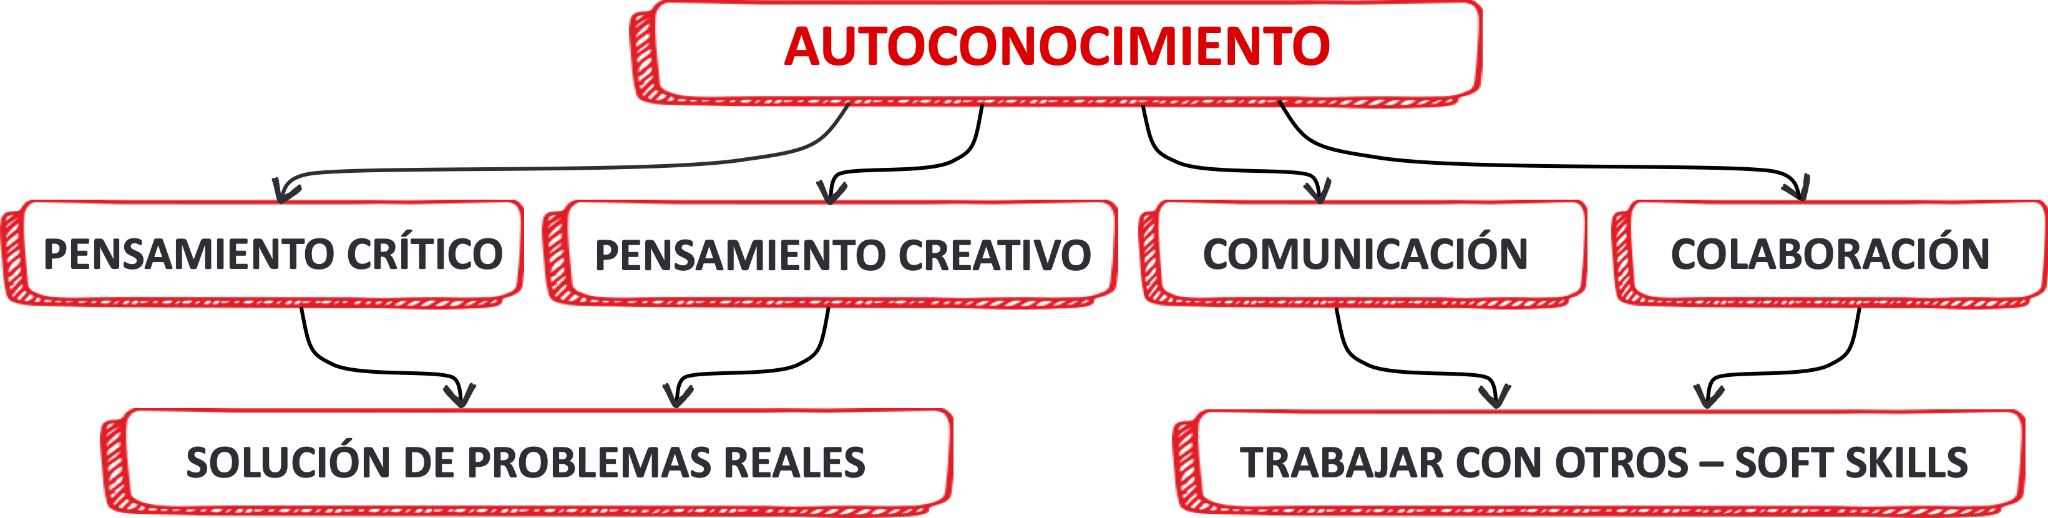 AUTOCONOCIMIENTO
PENSAMIENTO CRÍTICO
PENSAMIENTO CREATIVO
COMUNICACIÓN
COLABORACIÓN
SOLUCIÓN DE PROBLEMAS REALES
TRABAJAR CON OTROS – SOFT SKILLS